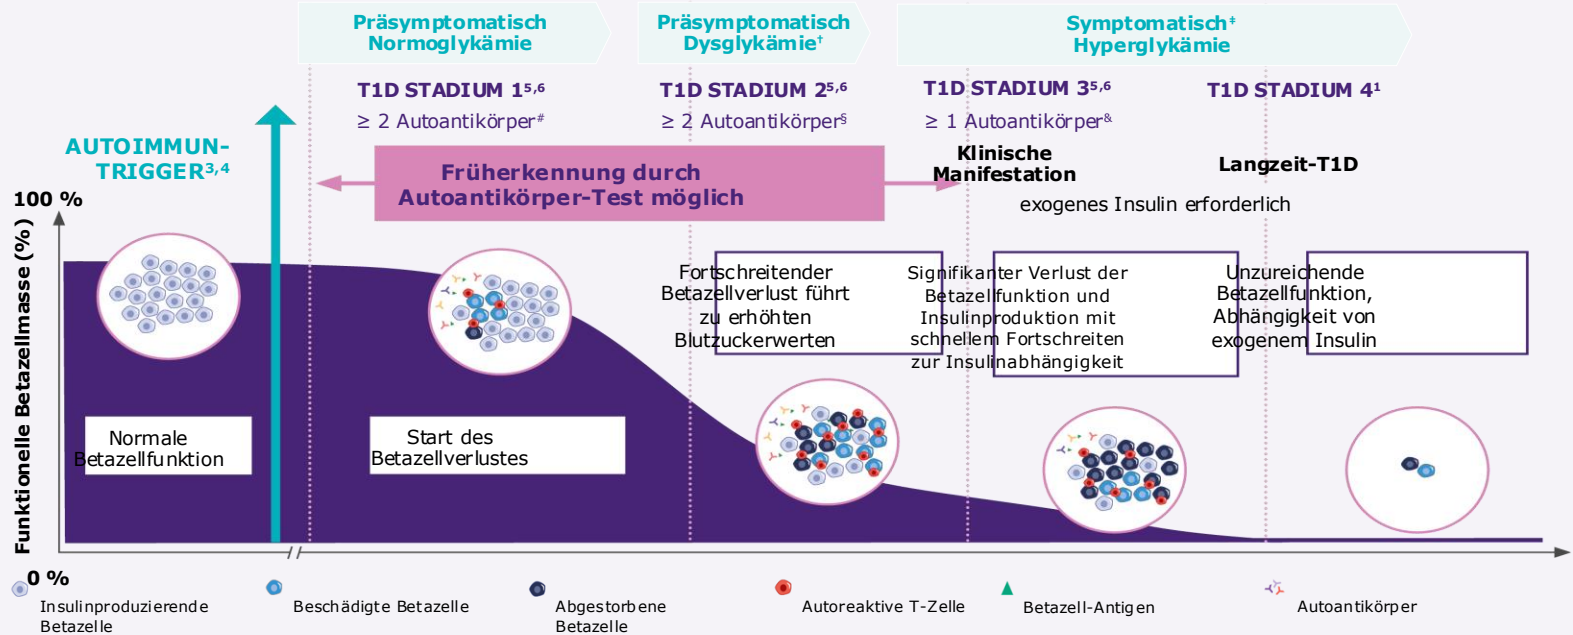 Präsymptomatisch
Normoglykämie
Präsymptomatisch
Dysglykämie†
Symptomatisch‡
Hyperglykämie
T1D STADIUM 1⁵,⁶
≥ 2 Autoantikörper#
T1D STADIUM 2⁵,⁶
≥ 2 Autoantikörper§
T1D STADIUM 3⁵,⁶
≥ 1 Autoantikörper&
T1D STADIUM 4¹
AUTOIMMUN-
TRIGGER³,⁴
Früherkennung durch
Autoantikörper-Test möglich
Klinische
Manifestation
Langzeit-T1D
exogenes Insulin erforderlich
100 %
Funktionelle Betazellmasse (%)
0 %
Normale
Betazellfunktion
Start des
Betazellverlustes
Fortschreitender
Betazellverlust führt
zu erhöhten
Blutzuckerwerten
Signifikanter Verlust der
Betazellfunktion und
Insulinproduktion mit
schnellem Fortschreiten
zur Insulinabhängigkeit
Unzureichende
Betazellfunktion,
Abhängigkeit von
exogenem Insulin
Insulinproduzierende
Betazelle
Beschädigte Betazelle
Abgestorbene
Betazelle
Autoreaktive T-Zelle
Betazell-Antigen
Autoantikörper